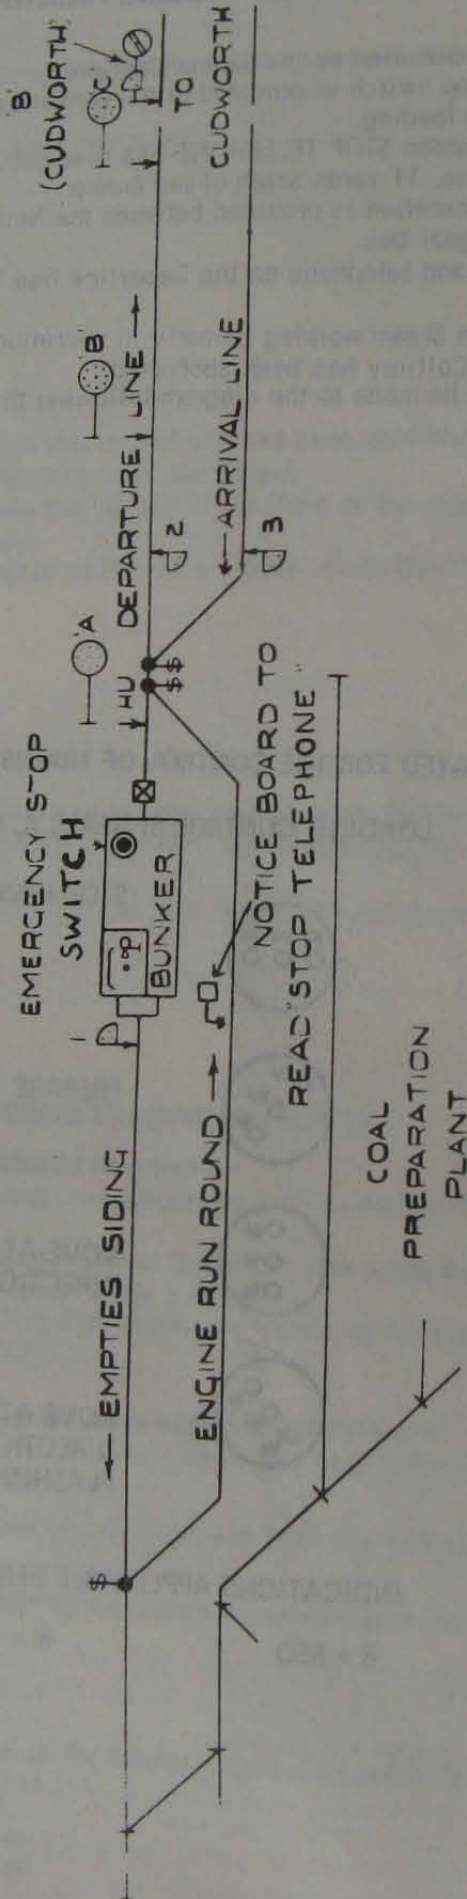 EMERGENCY STOP
SWITCH
'A'
'B'
'C'
'B'
(CUDWORTH)
← EMPTIES SIDING
1
BUNKER
HU
DEPARTURE LINE →
2
TO
CUDWORTH
$
$
$
$
$
ENGINE RUN ROUND →
← ARRIVAL LINE
3
NOTICE BOARD TO
READ "STOP TELEPHONE"
COAL
PREPARATION
PLANT